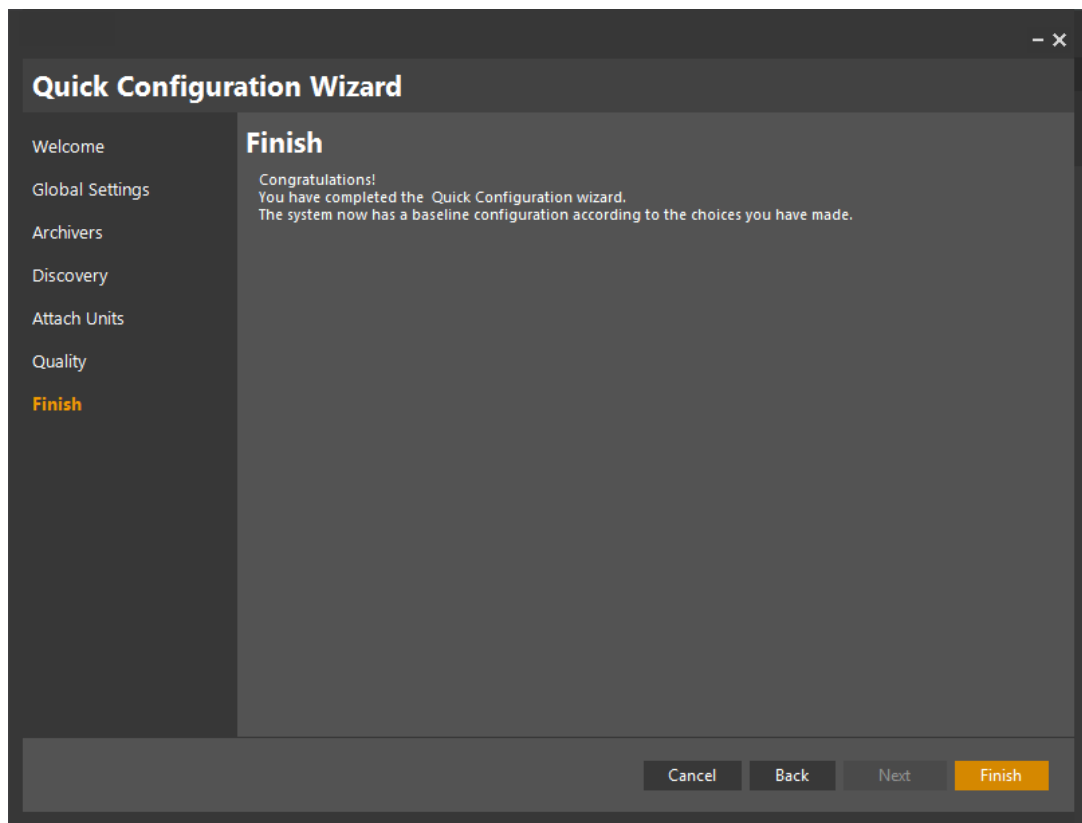 Quick Configuration Wizard
Welcome
Global Settings
Archivers
Discovery
Attach Units
Quality
Finish
Finish
Congratulations!
You have completed the  Quick Configuration wizard.
The system now has a baseline configuration according to the choices you have made.
Cancel
Back
Next
Finish